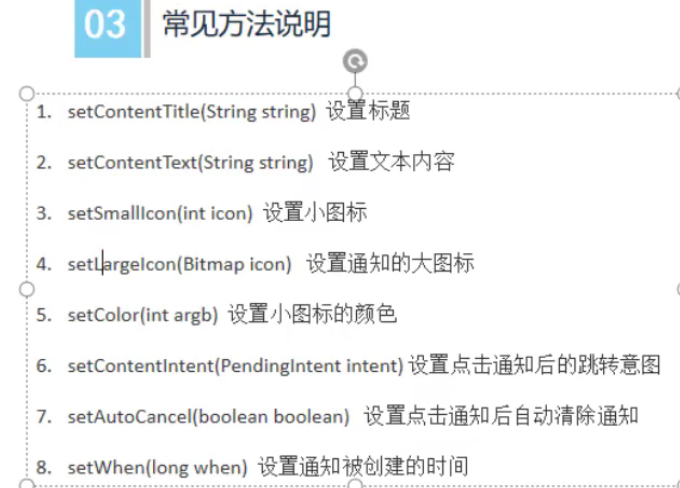 03 常见方法说明
1. setContentTitle(String string) 设置标题
2. setContentText(String string) 设置文本内容
3. setSmallIcon(int icon) 设置小图标
4. setLargeIcon(Bitmap icon) 设置通知的大图标
5. setColor(int argb) 设置小图标的颜色
6. setContentIntent(PendingIntent intent) 设置点击通知后的跳转意图
7. setAutoCancel(boolean boolean) 设置点击通知后自动清除通知
8. setWhen(long when) 设置通知被创建的时间